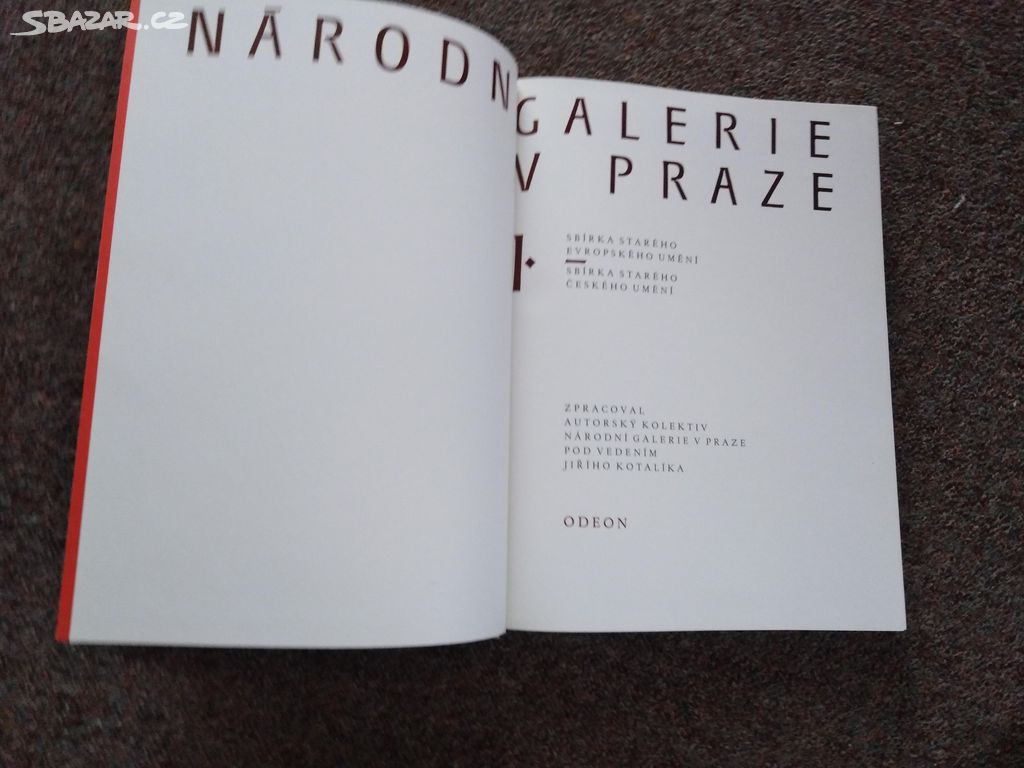 SBAZAR.CZ
NÁRODN
GALERIE
V PRAZE
I.
SBÍRKA STARÉHO
EVROPSKÉHO UMĚNÍ
SBÍRKA STARÉHO
ČESKÉHO UMĚNÍ
ZPRACOVAL
AUTORSKÝ KOLEKTIV
NÁRODNÍ GALERIE V PRAZE
POD VEDENÍM
JIŘÍHO KOTALÍKA
ODEON